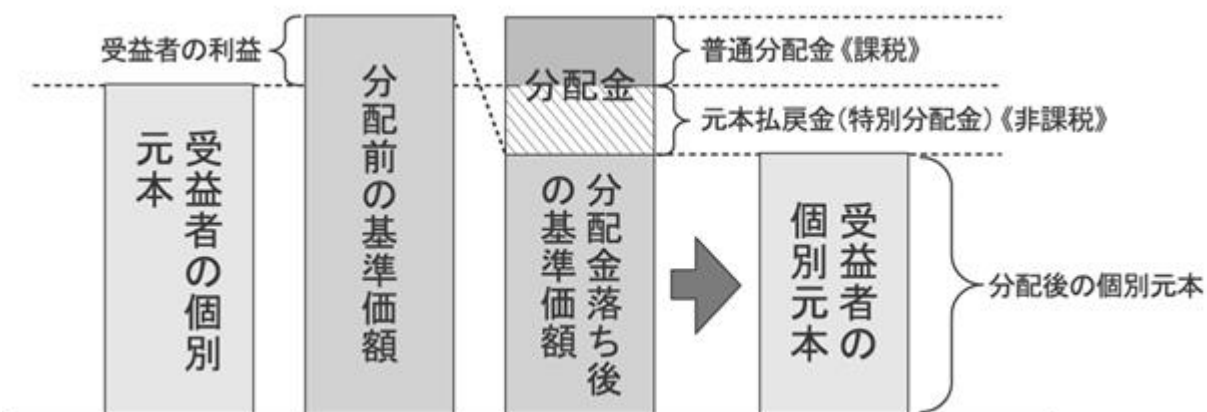 受益者の利益
受益者の個別
元本
分配前の基準価額
分配金
分配金落ち後
の基準価額
普通分配金《課税》
元本払戻金(特別分配金)《非課税》
受益者の
個別元本
分配後の個別元本